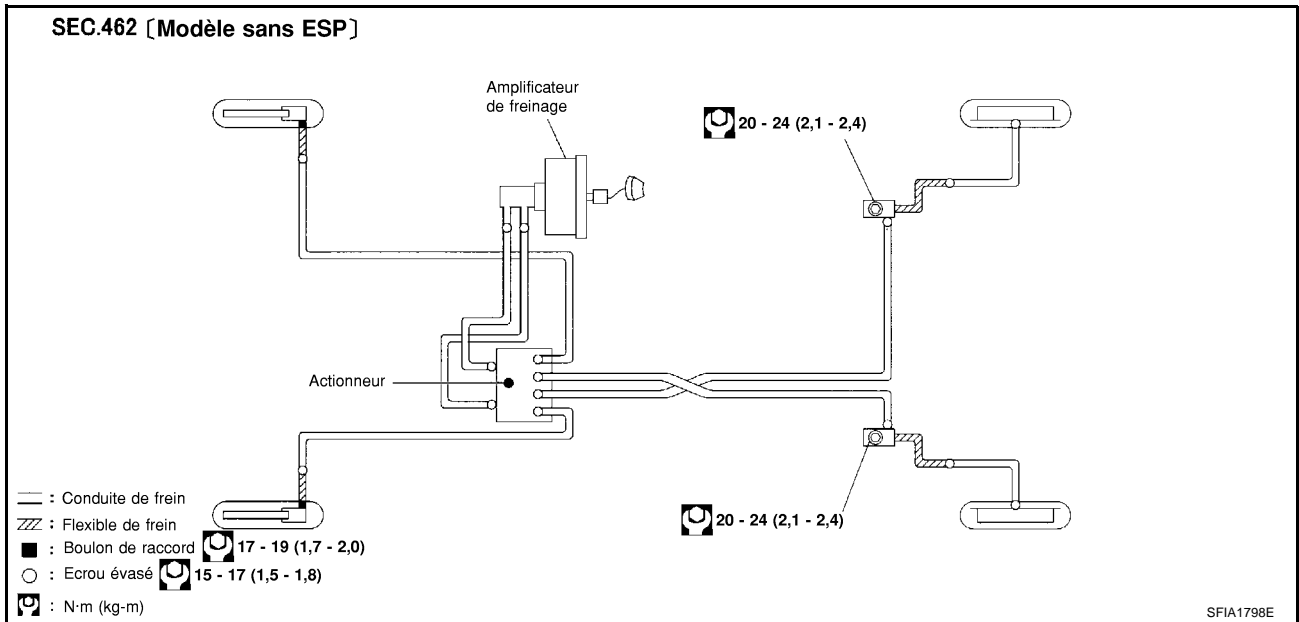 SEC.462 〔Modèle sans ESP〕
Amplificateur
de freinage
20 - 24 (2,1 - 2,4)
Actionneur
20 - 24 (2,1 - 2,4)
: Conduite de frein
: Flexible de frein
: Boulon de raccord 17 - 19 (1,7 - 2,0)
: Ecrou évasé 15 - 17 (1,5 - 1,8)
: N·m (kg-m)
SFIA1798E